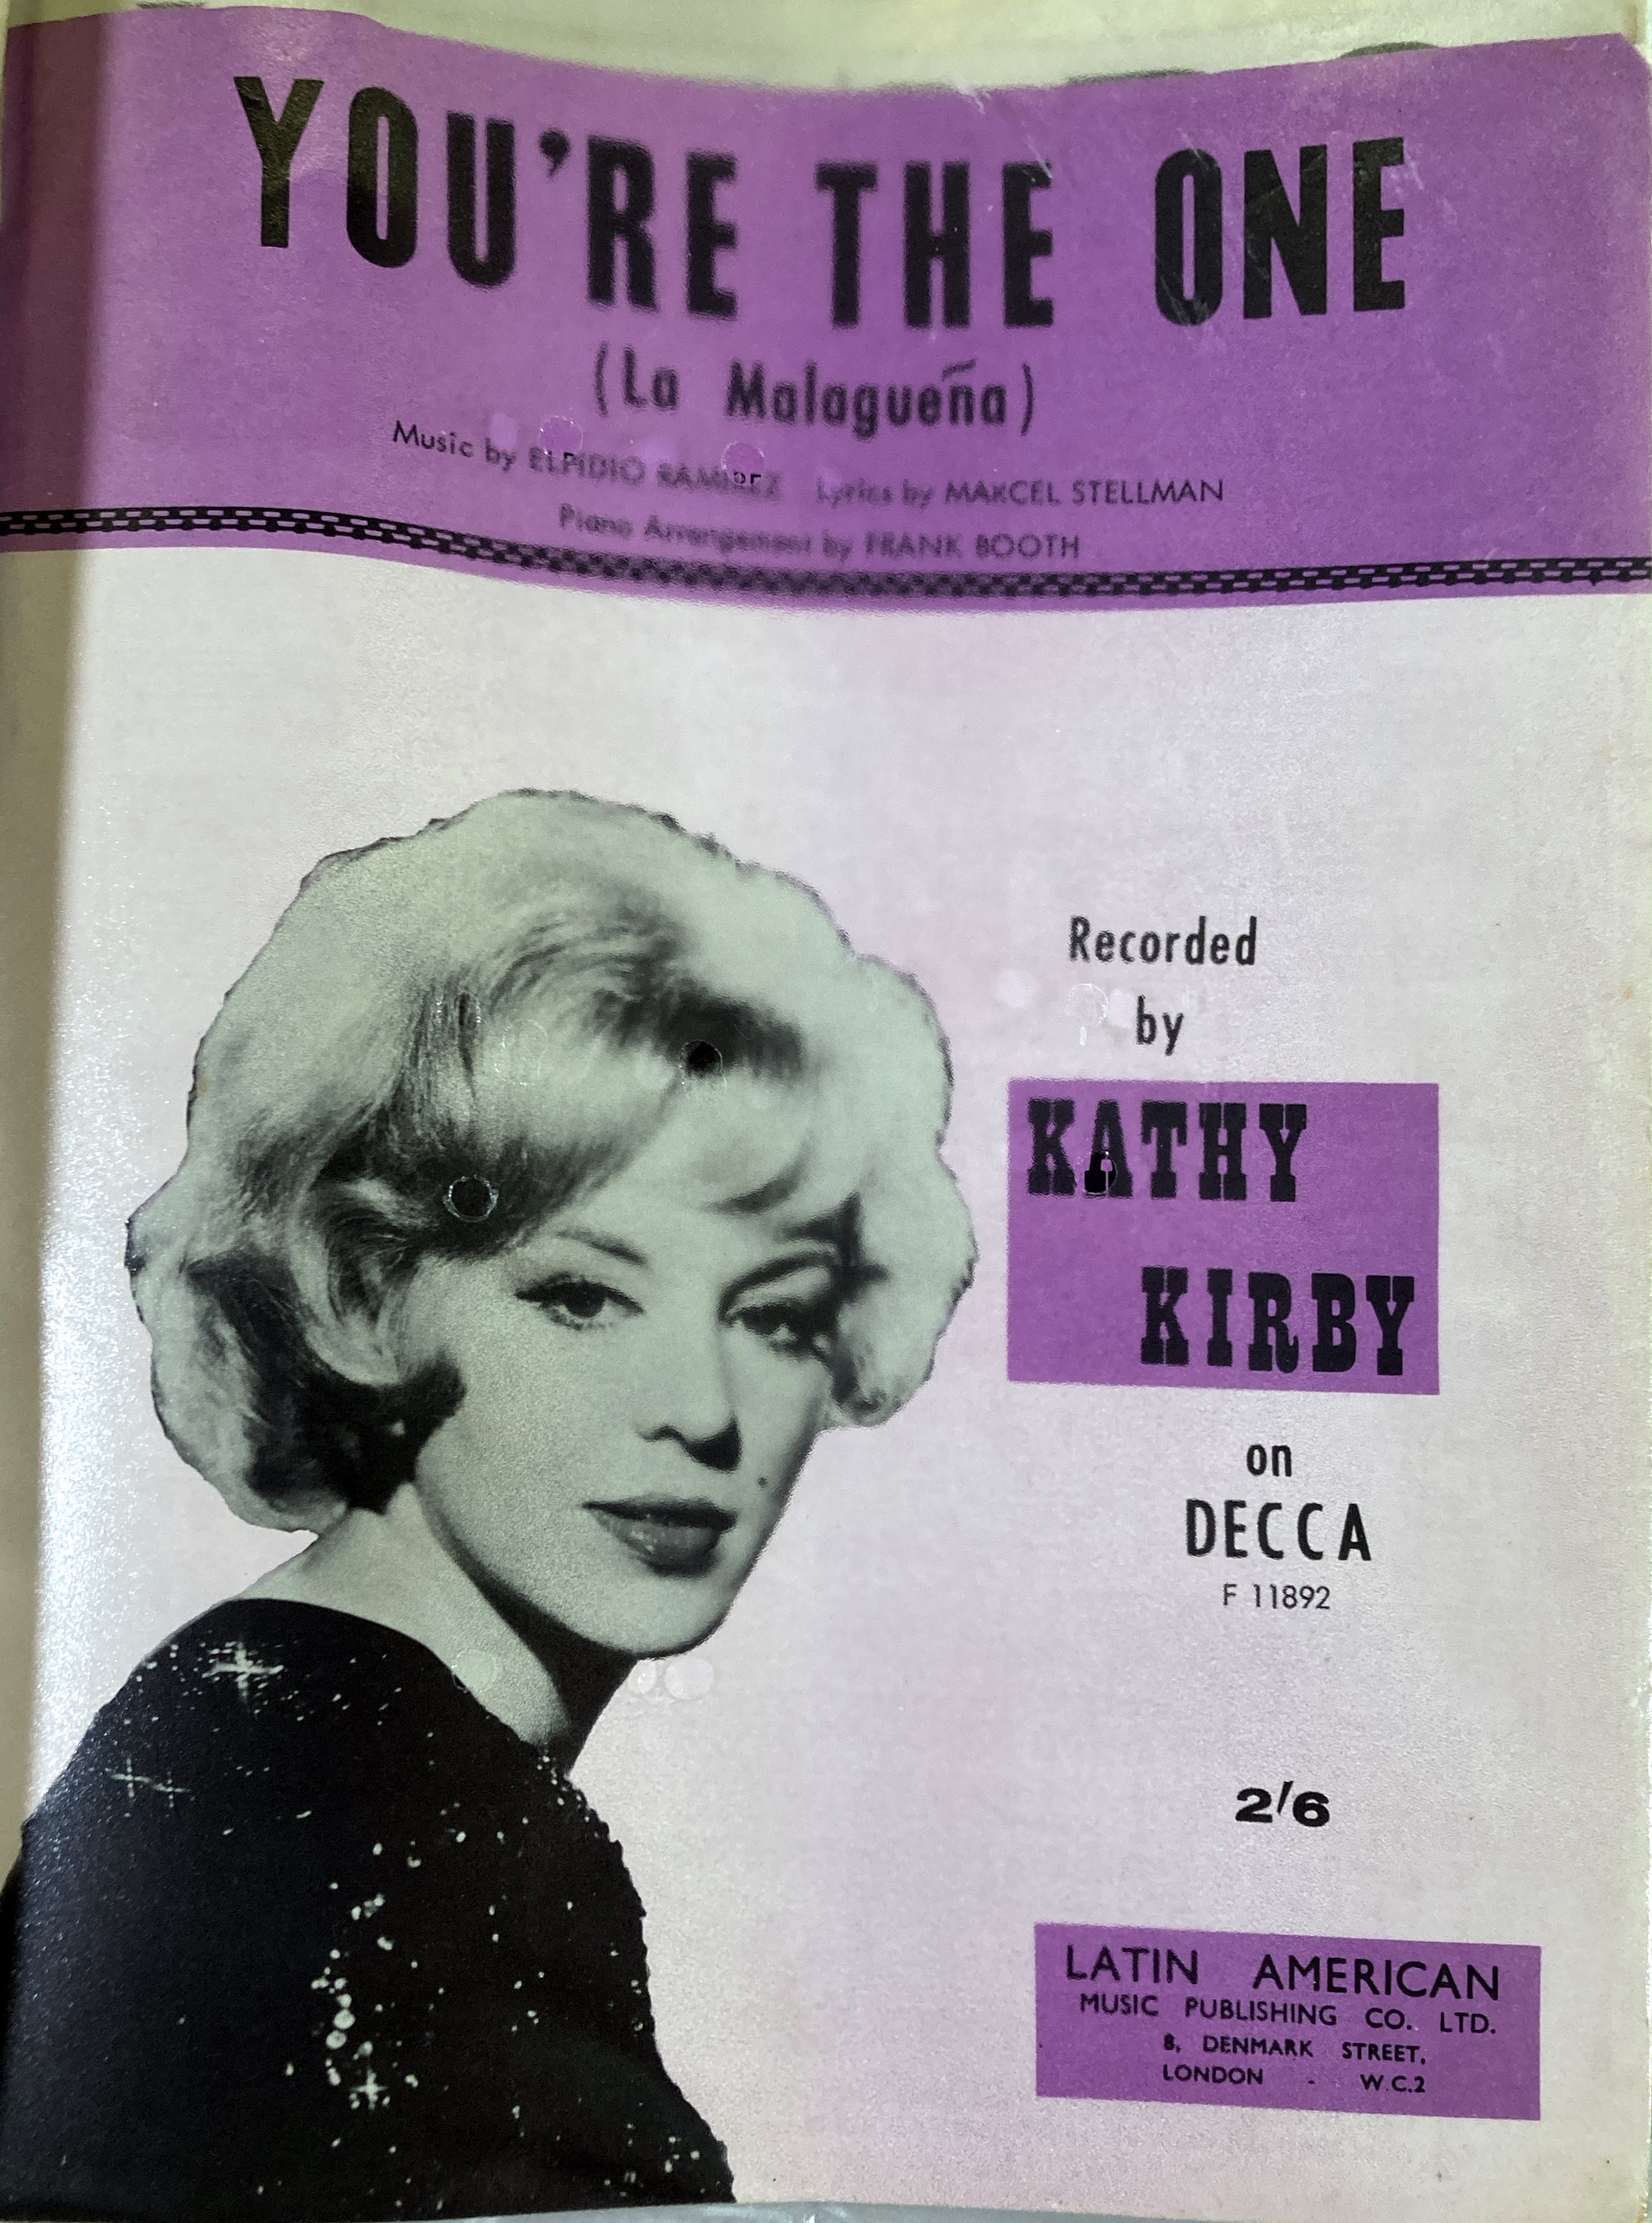 YOU'RE THE ONE
(La Malagueña)
Music by ELPIDIO RAMIREZ Lyrics by MARCEL STELLMAN
Piano Arrangement by FRANK BOOTH
Recorded
by
KATHY
KIRBY
on
DECCA
F 11892
2/6
LATIN AMERICAN
MUSIC PUBLISHING CO. LTD.
8, DENMARK STREET,
LONDON - W.C.2